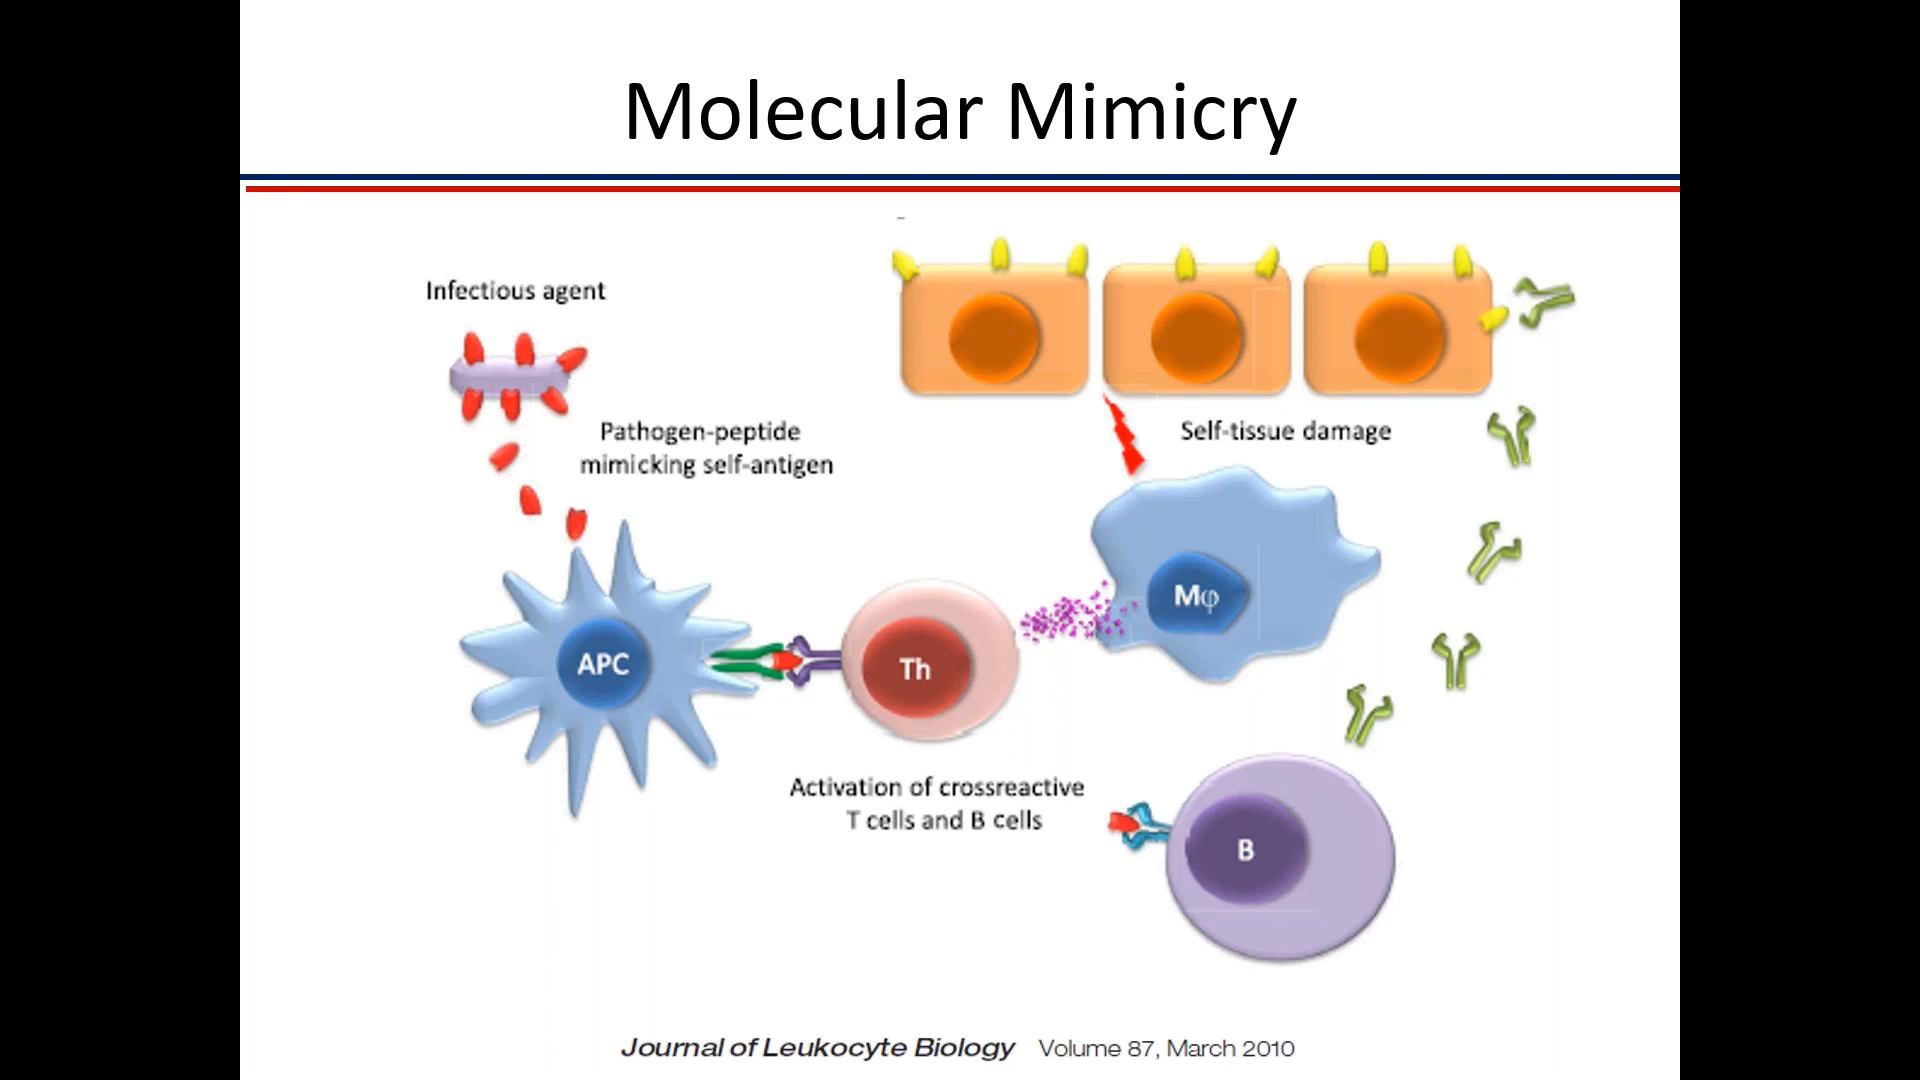 Molecular Mimicry
Infectious agent
Pathogen-peptide
mimicking self-antigen
Self-tissue damage
APC
Th
Mφ
Activation of crossreactive
T cells and B cells
B
Journal of Leukocyte Biology Volume 87, March 2010